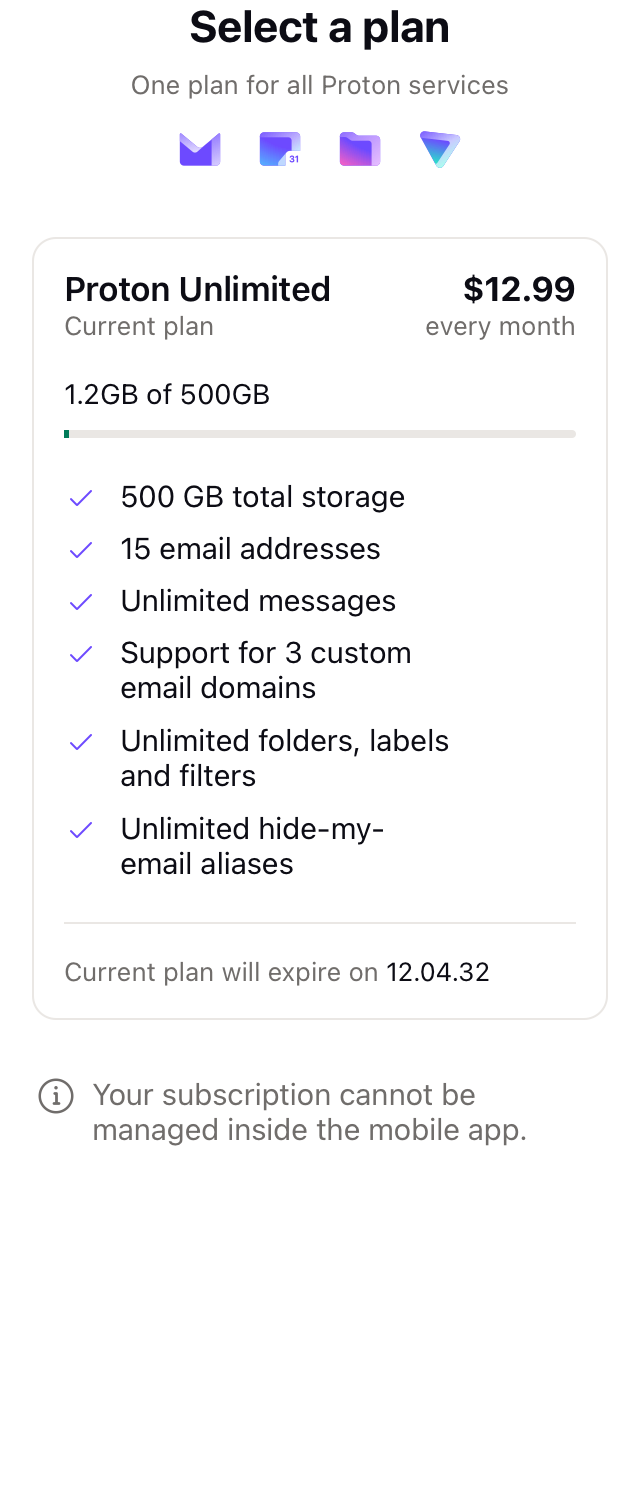 Select a plan
One plan for all Proton services
31
Proton Unlimited
$12.99
Current plan
every month
1.2GB of 500GB
500 GB total storage
15 email addresses
Unlimited messages
Support for 3 custom
email domains
Unlimited folders, labels
and filters
Unlimited hide-my-
email aliases
Current plan will expire on 12.04.32
Your subscription cannot be
managed inside the mobile app.